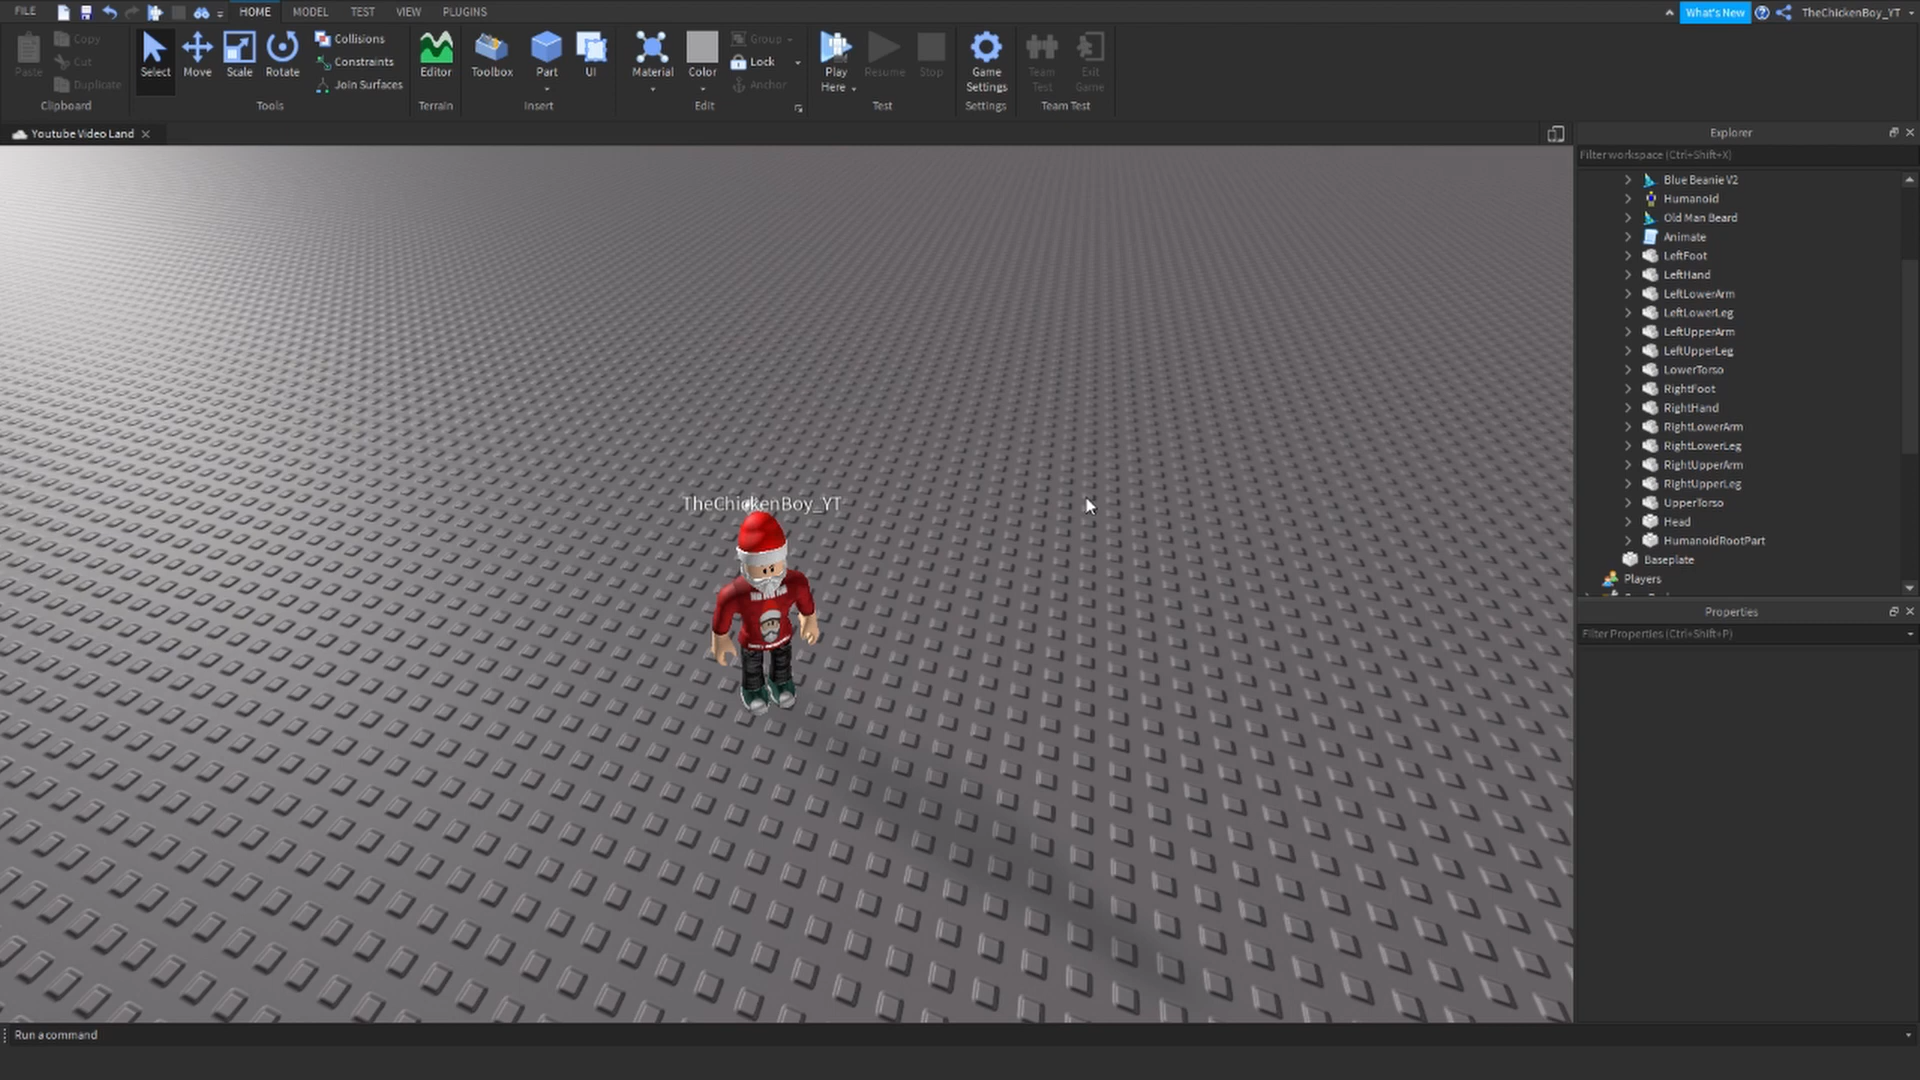 FILE HOME MODEL TEST VIEW PLUGINS What's New TheChickenBoy_YT
Paste Copy Cut Duplicate
Clipboard
Select Move Scale Rotate Collisions Constraints Join Surfaces
Tools
Editor
Terrain
Toolbox Part UI
Insert
Material Color Group Lock Anchor
Edit
Play Here Resume Stop
Test
Game Settings
Settings
Team Test Exit Game
Team Test
Youtube Video Land
TheChickenBoy_YT
Explorer
Filter workspace (Ctrl+Shift+X)
Blue Beanie V2
Humanoid
Old Man Beard
Animate
LeftFoot
LeftHand
LeftLowerArm
LeftLowerLeg
LeftUpperArm
LeftUpperLeg
LowerTorso
RightFoot
RightHand
RightLowerArm
RightLowerLeg
RightUpperArm
RightUpperLeg
UpperTorso
Head
HumanoidRootPart
Baseplate
Players
Properties
Filter Properties (Ctrl+Shift+P)
Run a command